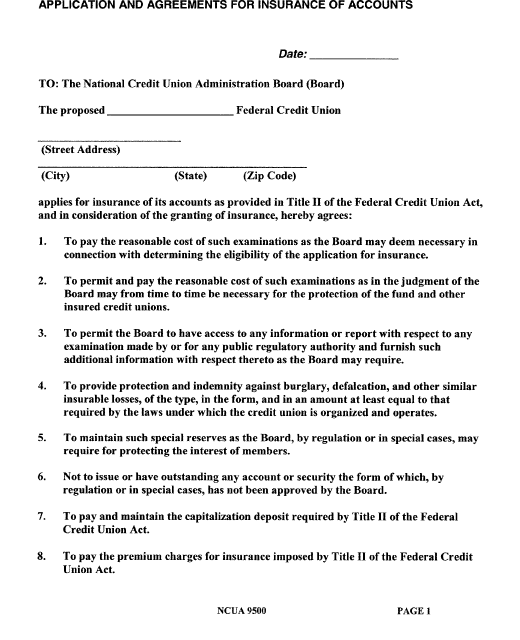 APPLICATION AND AGREEMENTS FOR INSURANCE OF ACCOUNTS
Date: _______________
TO: The National Credit Union Administration Board (Board)
The proposed ______________________ Federal Credit Union
_________________________
(Street Address)
_______________________________________________
(City) (State) (Zip Code)
applies for insurance of its accounts as provided in Title II of the Federal Credit Union Act,
and in consideration of the granting of insurance, hereby agrees:
1. To pay the reasonable cost of such examinations as the Board may deem necessary in
connection with determining the eligibility of the application for insurance.
2. To permit and pay the reasonable cost of such examinations as in the judgment of the
Board may from time to time be necessary for the protection of the fund and other
insured credit unions.
3. To permit the Board to have access to any information or report with respect to any
examination made by or for any public regulatory authority and furnish such
additional information with respect thereto as the Board may require.
4. To provide protection and indemnity against burglary, defalcation, and other similar
insurable losses, of the type, in the form, and in an amount at least equal to that
required by the laws under which the credit union is organized and operates.
5. To maintain such special reserves as the Board, by regulation or in special cases, may
require for protecting the interest of members.
6. Not to issue or have outstanding any account or security the form of which, by
regulation or in special cases, has not been approved by the Board.
7. To pay and maintain the capitalization deposit required by Title II of the Federal
Credit Union Act.
8. To pay the premium charges for insurance imposed by Title II of the Federal Credit
Union Act.
NCUA 9500 PAGE 1